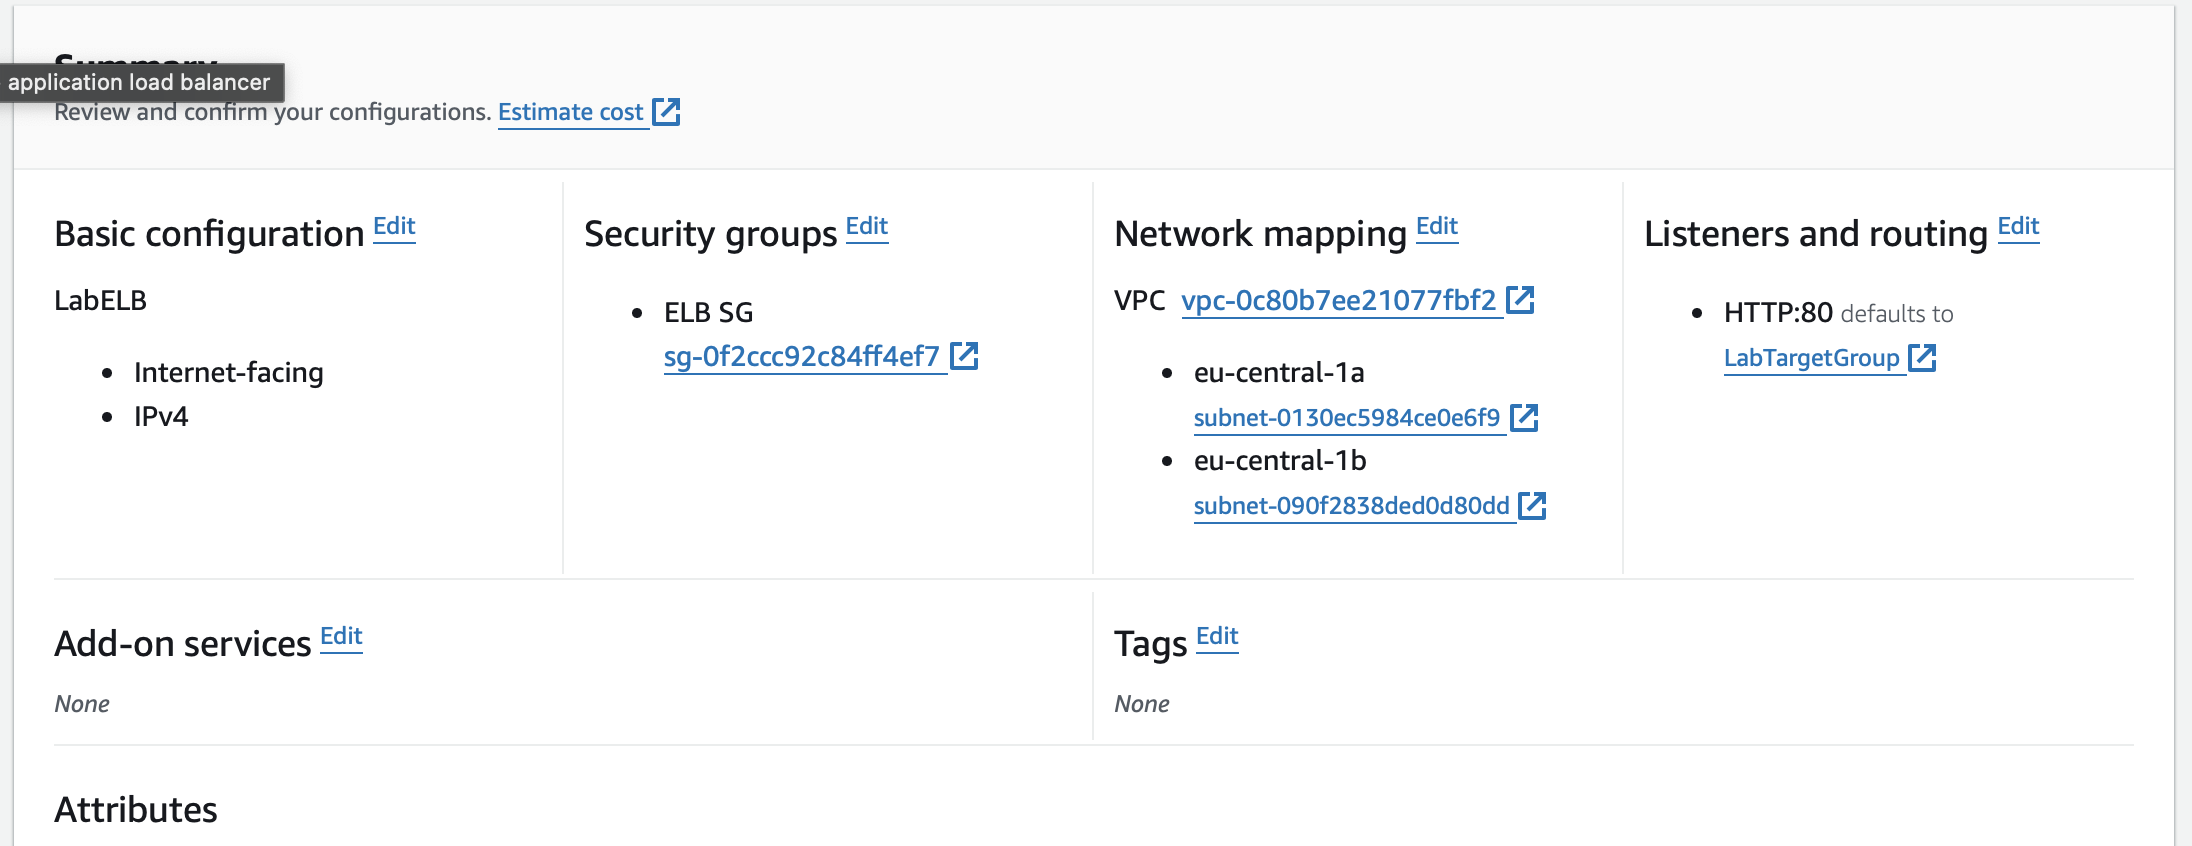 Summary
application load balancer
Review and confirm your configurations. Estimate cost
Basic configuration Edit
LabELB
Internet-facing
IPv4
Security groups Edit
ELB SG
sg-0f2ccc92c84ff4ef7
Network mapping Edit
VPC vpc-0c80b7ee21077fbf2
eu-central-1a
subnet-0130ec5984ce0e6f9
eu-central-1b
subnet-090f2838ded0d80dd
Listeners and routing Edit
HTTP:80 defaults to
LabTargetGroup
Add-on services Edit
None
Tags Edit
None
Attributes